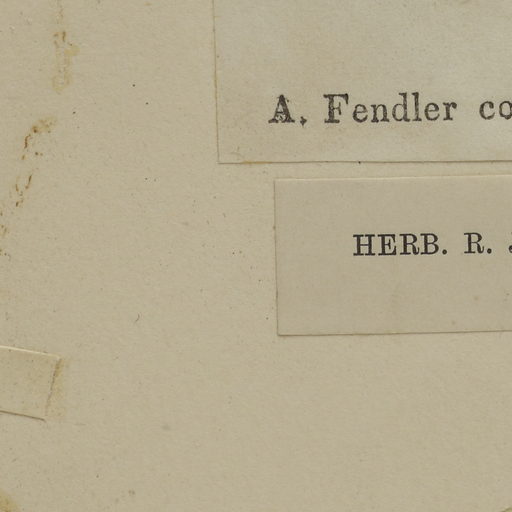 A. Fendler co
HERB. R.